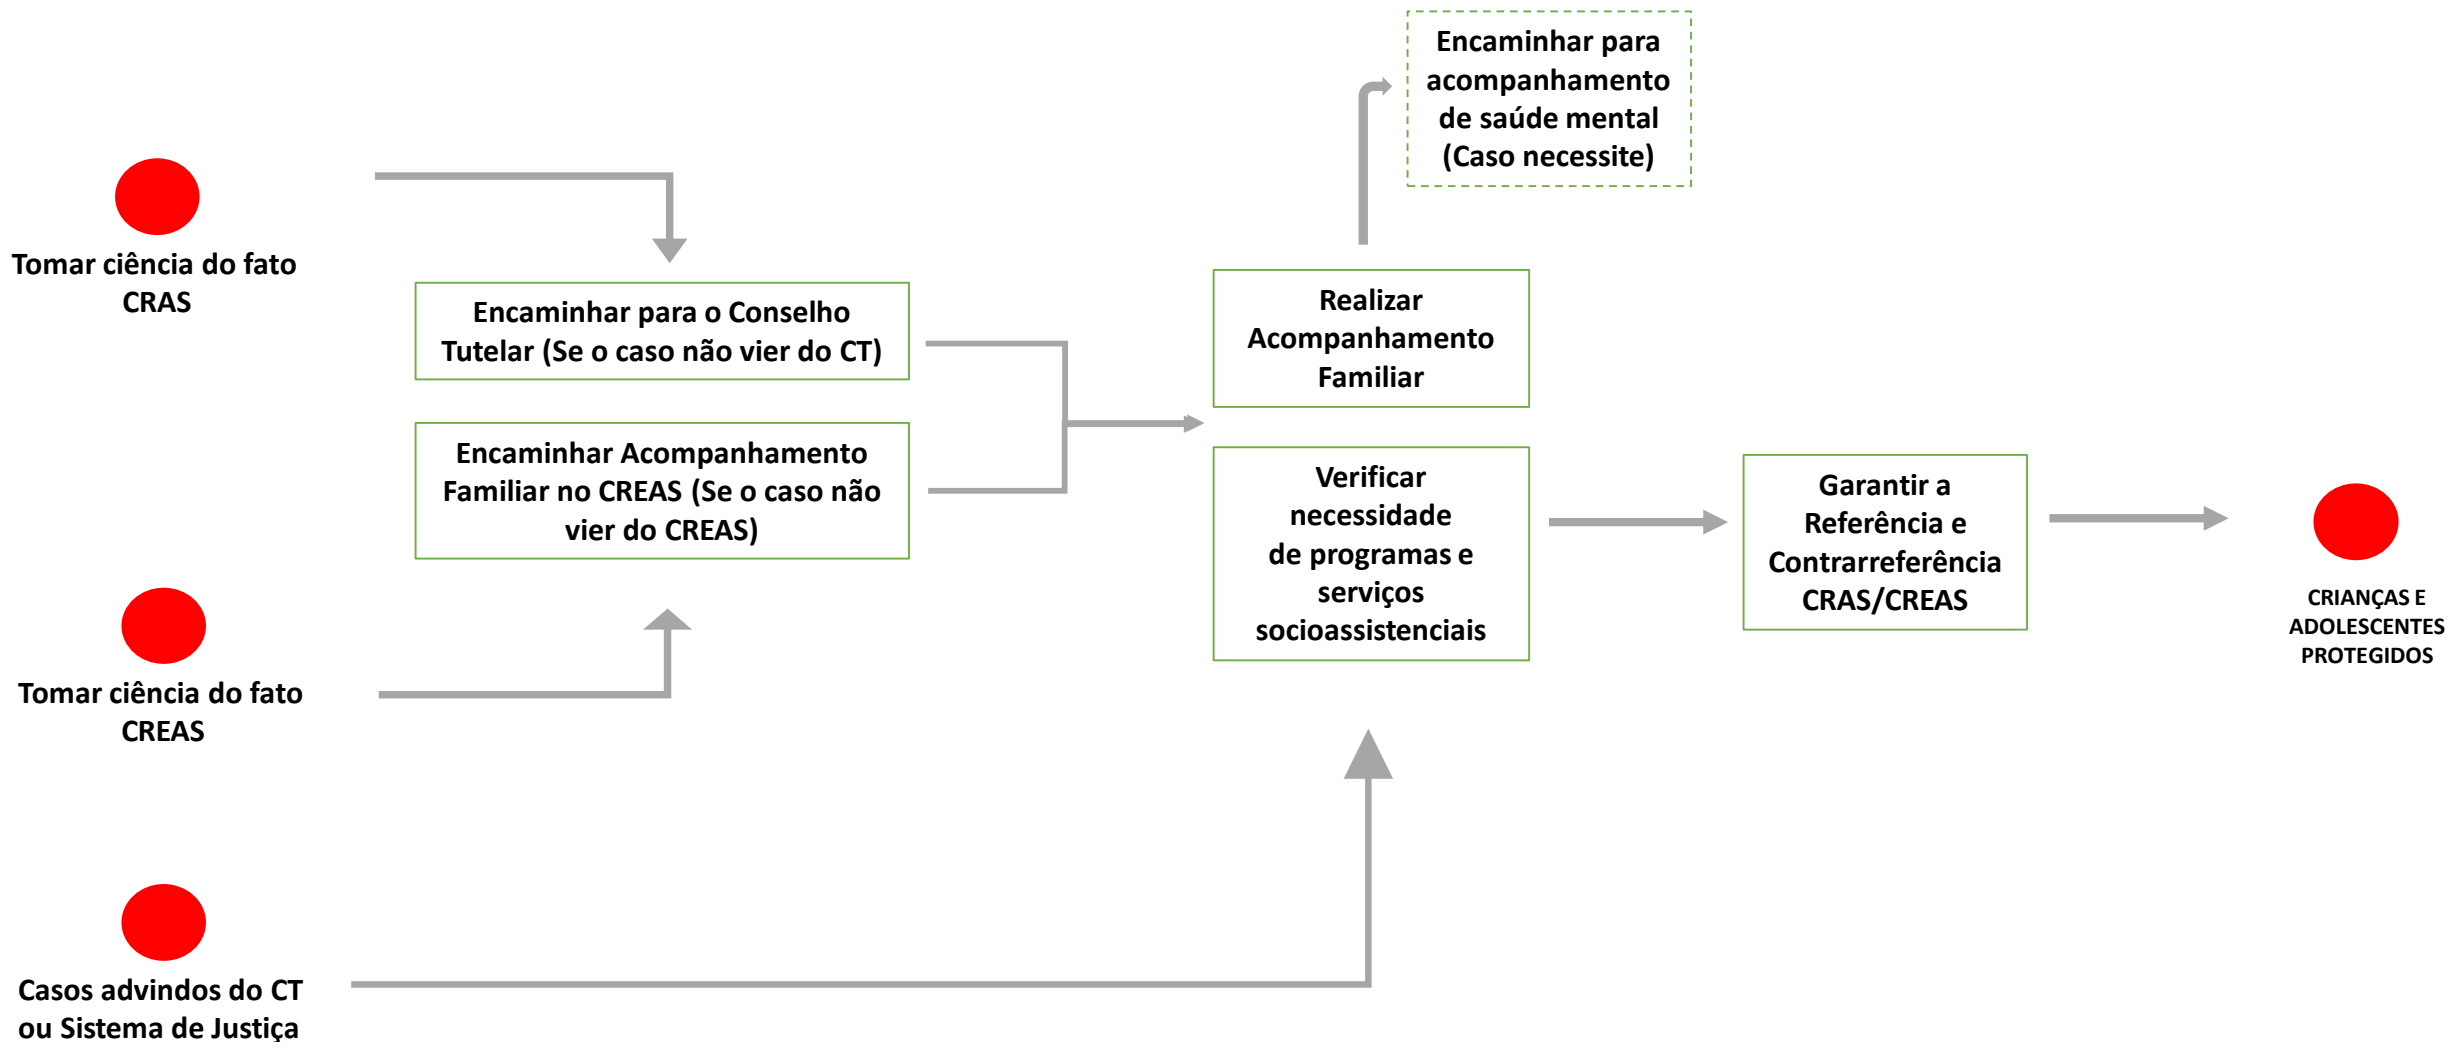 Tomar ciência do fato
CRAS
Tomar ciência do fato
CREAS
Casos advindos do CT
ou Sistema de Justiça
Encaminhar para o Conselho
Tutelar (Se o caso não vier do CT)
Encaminhar Acompanhamento
Familiar no CREAS (Se o caso não
vier do CREAS)
Encaminhar para
acompanhamento
de saúde mental
(Caso necessite)
Realizar
Acompanhamento
Familiar
Verificar
necessidade
de programas e
serviços
socioassistenciais
Garantir a
Referência e
Contrarreferência
CRAS/CREAS
CRIANÇAS E
ADOLESCENTES
PROTEGIDOS